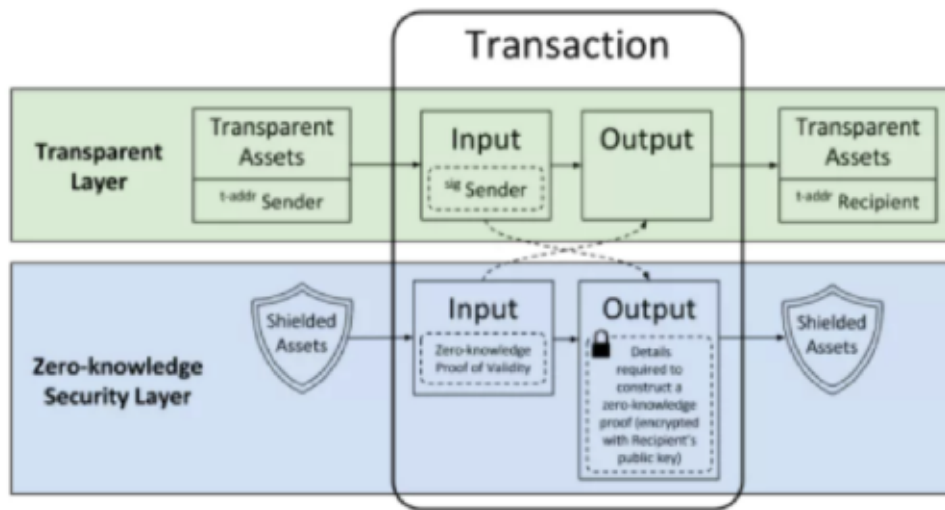 Transaction
Transparent
Layer
Transparent
Assets
t-addr Sender
Input
sig Sender
Output
Transparent
Assets
t-addr Recipient
Zero-knowledge
Security Layer
Shielded
Assets
Input
Zero-knowledge
Proof of Validity
Output
Details
required to
construct a
zero-knowledge
proof (encrypted
with Recipient's
public key)
Shielded
Assets